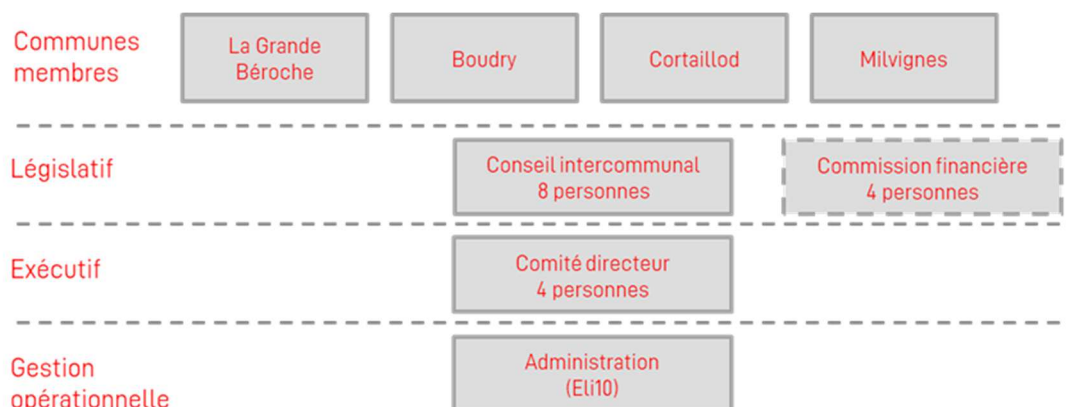 Communes
membres
La Grande
Béroche
Boudry
Cortaillod
Milvignes
Législatif
Conseil intercommunal
8 personnes
Commission financière
4 personnes
Exécutif
Comité directeur
4 personnes
Gestion
opérationnelle
Administration
(Eli10)